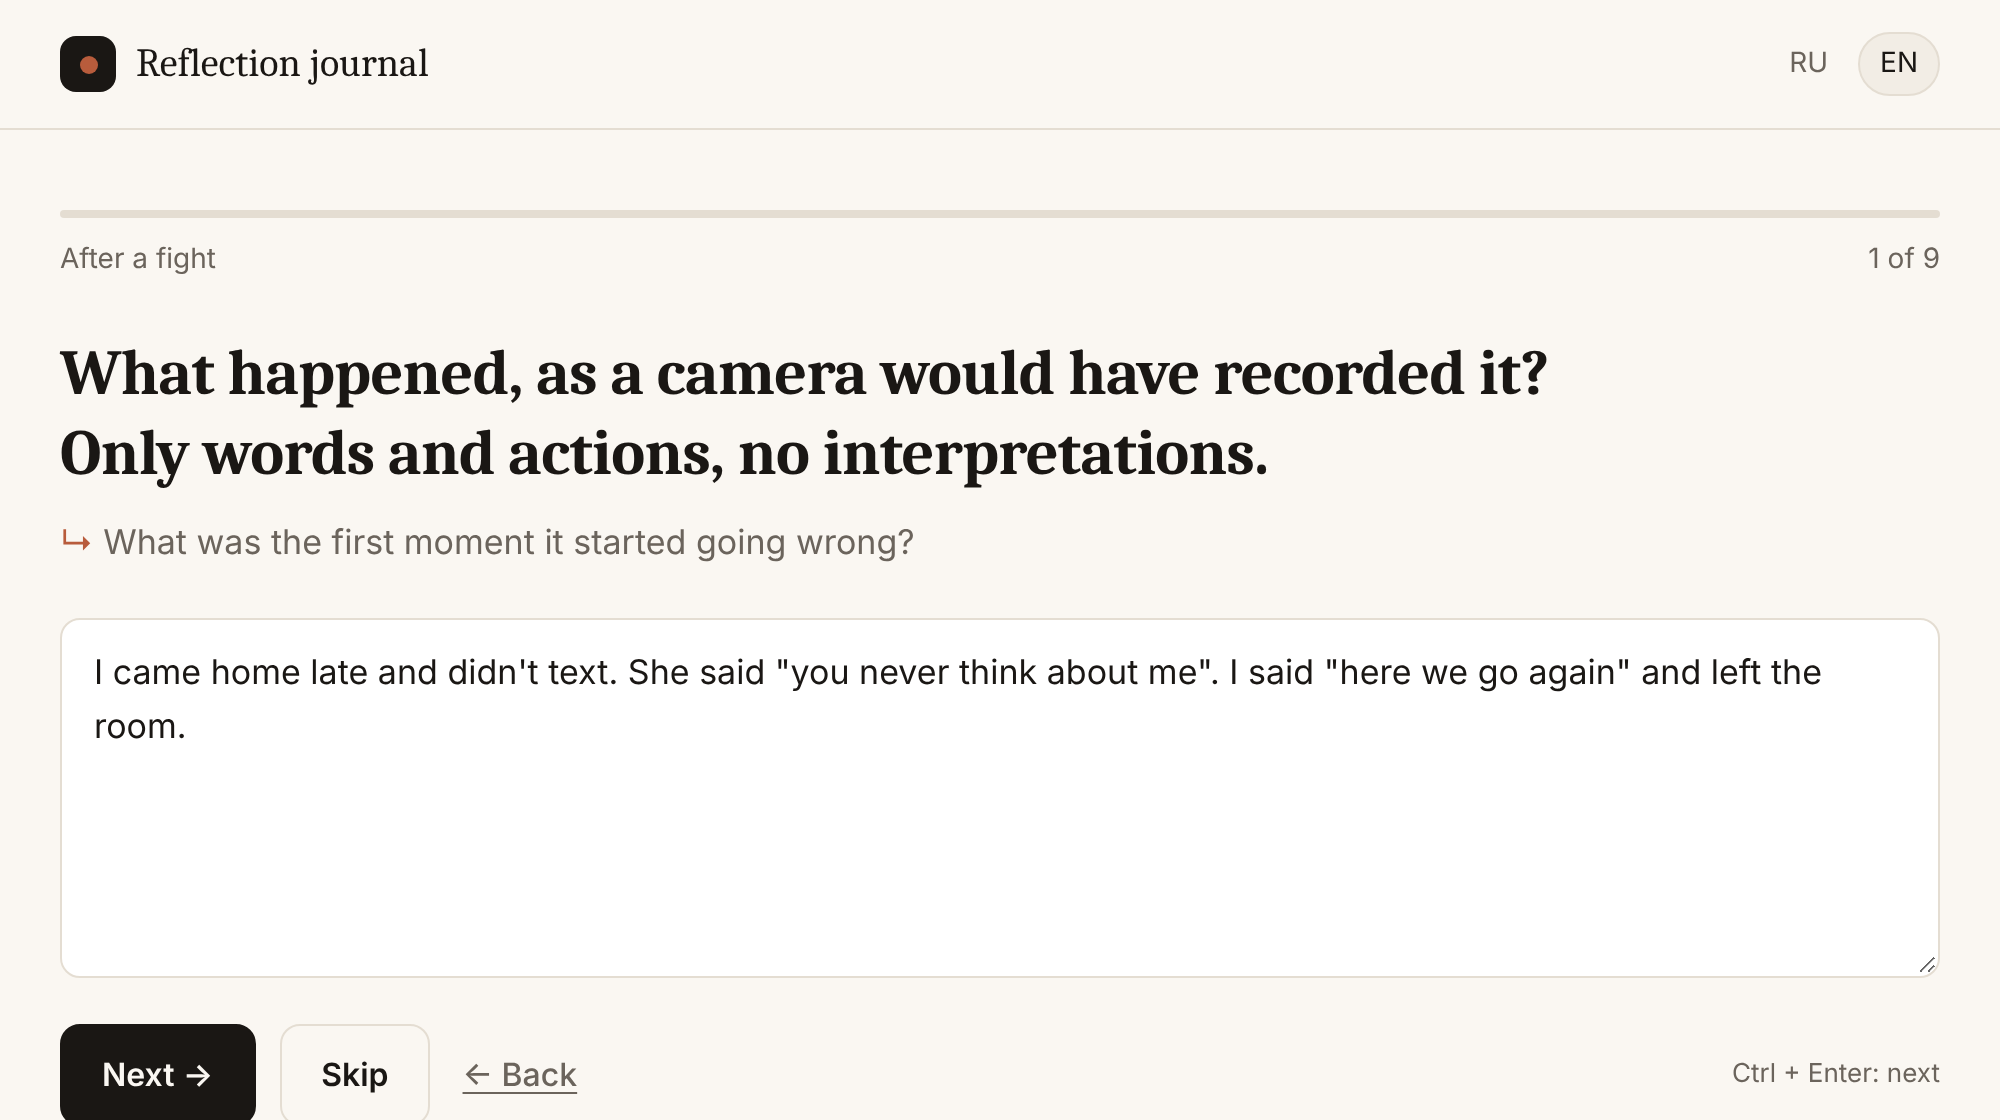 Reflection journal
RU
EN
After a fight
1 of 9
What happened, as a camera would have recorded it?
Only words and actions, no interpretations.
↳ What was the first moment it started going wrong?
I came home late and didn't text. She said "you never think about me". I said "here we go again" and left the
room.
Next →
Skip
← Back
Ctrl + Enter: next